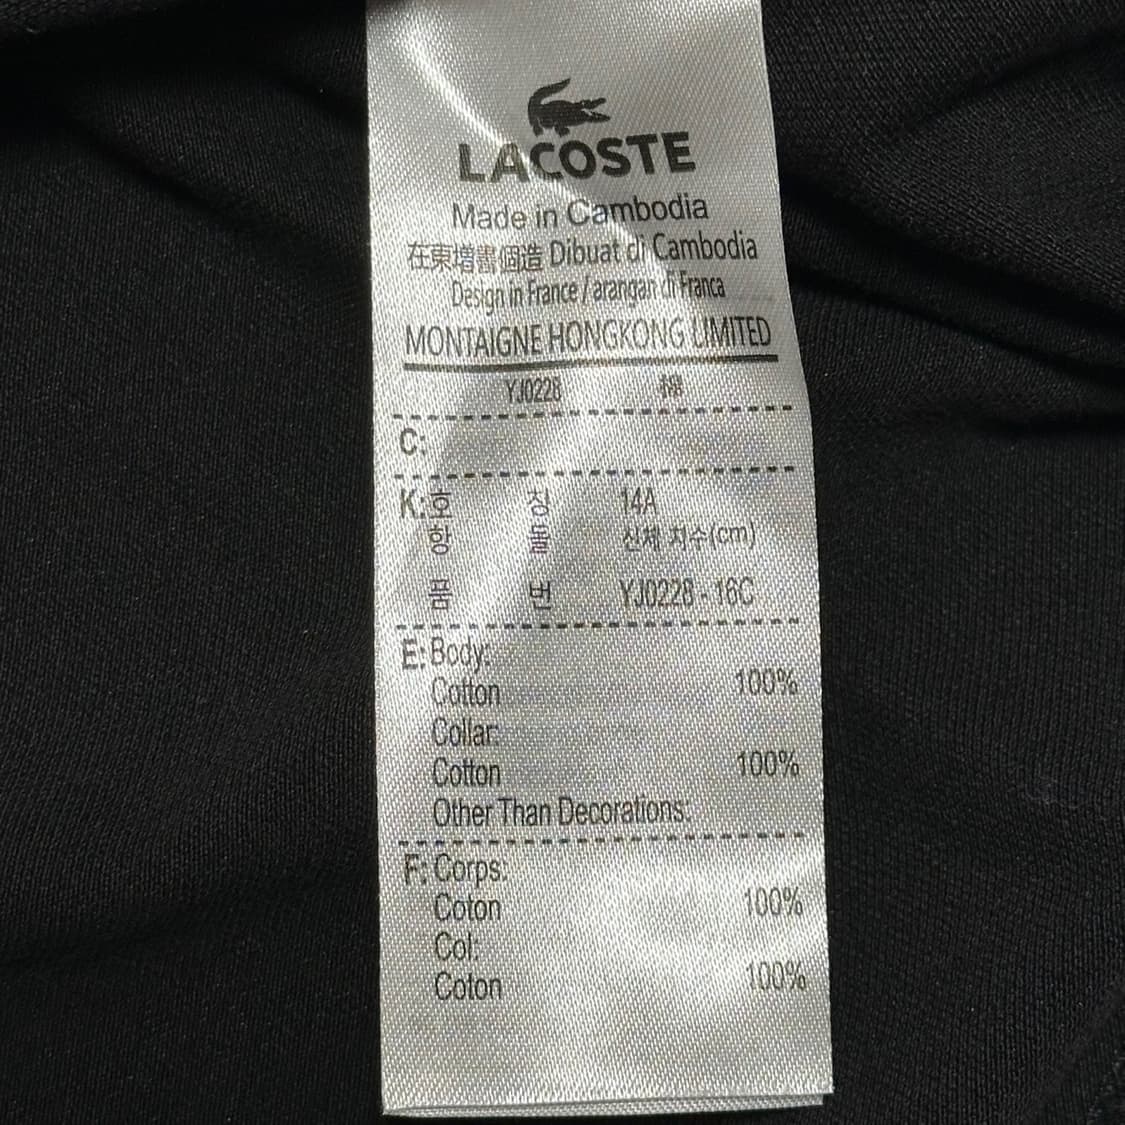 LACOSTE
Made in Cambodia
在東增書個造 Dibuat di Cambodia
Design in France / arangan di Franca
MONTAIGNE HONGKONG LIMITED
YJ0228 棉
C:
K: 호 칭 14A
항 목 신체 치수(cm)
품 번 YJ0228 - 16C
E: Body:
Cotton 100%
Collar:
Cotton 100%
Other Than Decorations:
F: Corps:
Coton 100%
Col:
Coton 100%